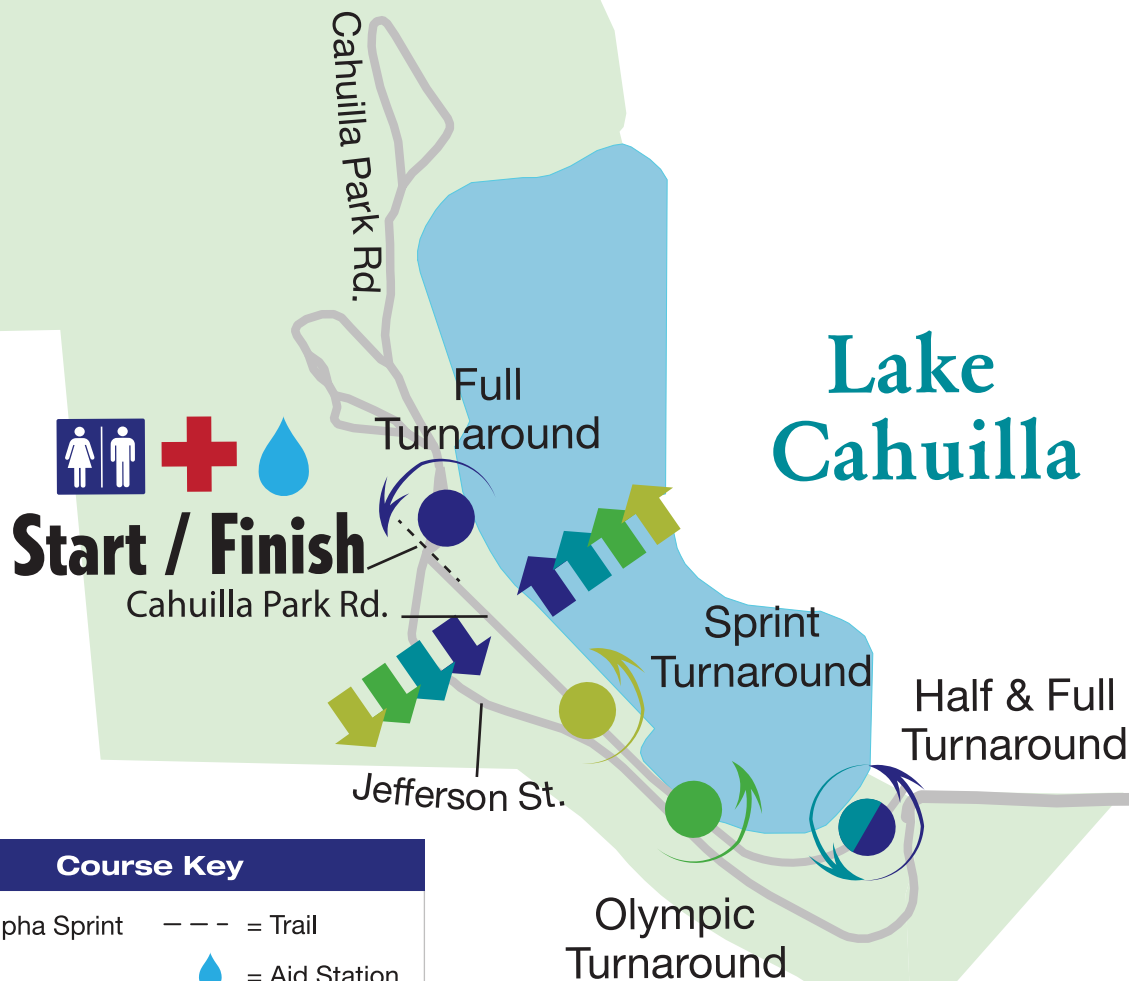 Cahuilla Park Rd.
Lake
Cahuilla
Full
Turnaround
Start / Finish
Cahuilla Park Rd.
Sprint
Turnaround
Half & Full
Turnaround
Jefferson St.
Olympic
Turnaround
Course Key
pha Sprint
= Trail
= Aid Station